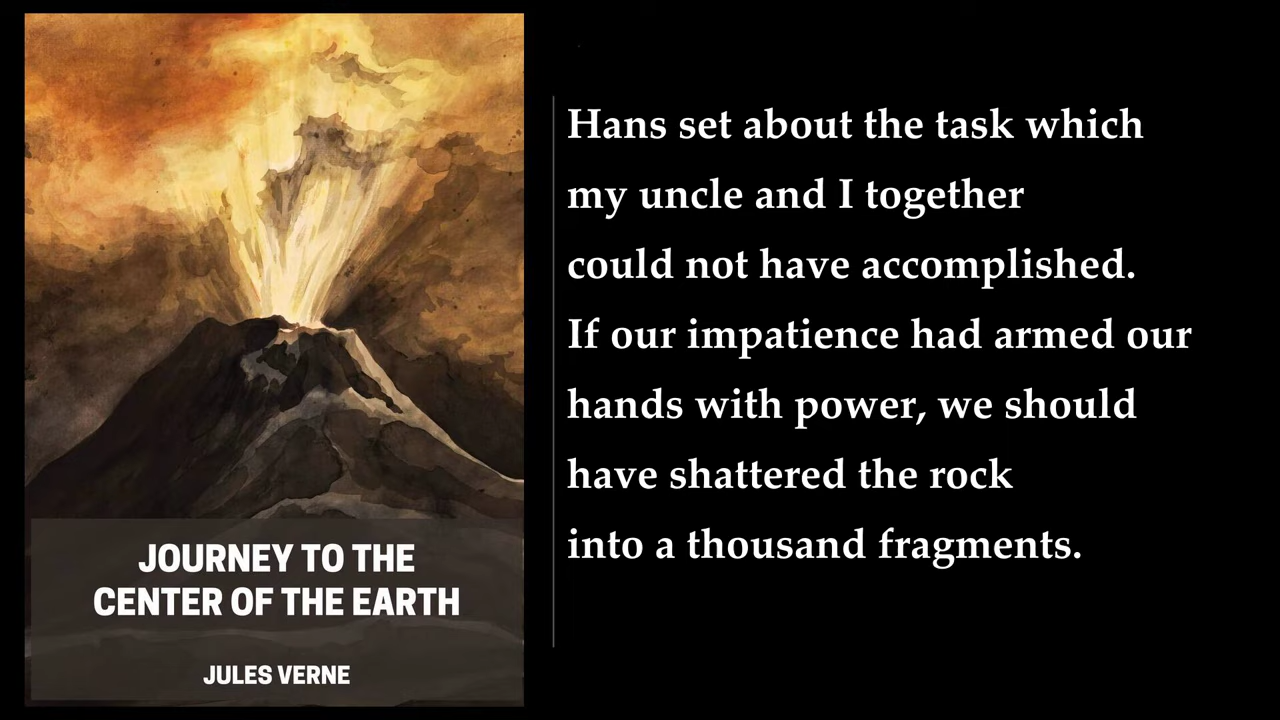 JOURNEY TO THE
CENTER OF THE EARTH
JULES VERNE
Hans set about the task which
my uncle and I together
could not have accomplished.
If our impatience had armed our
hands with power, we should
have shattered the rock
into a thousand fragments.